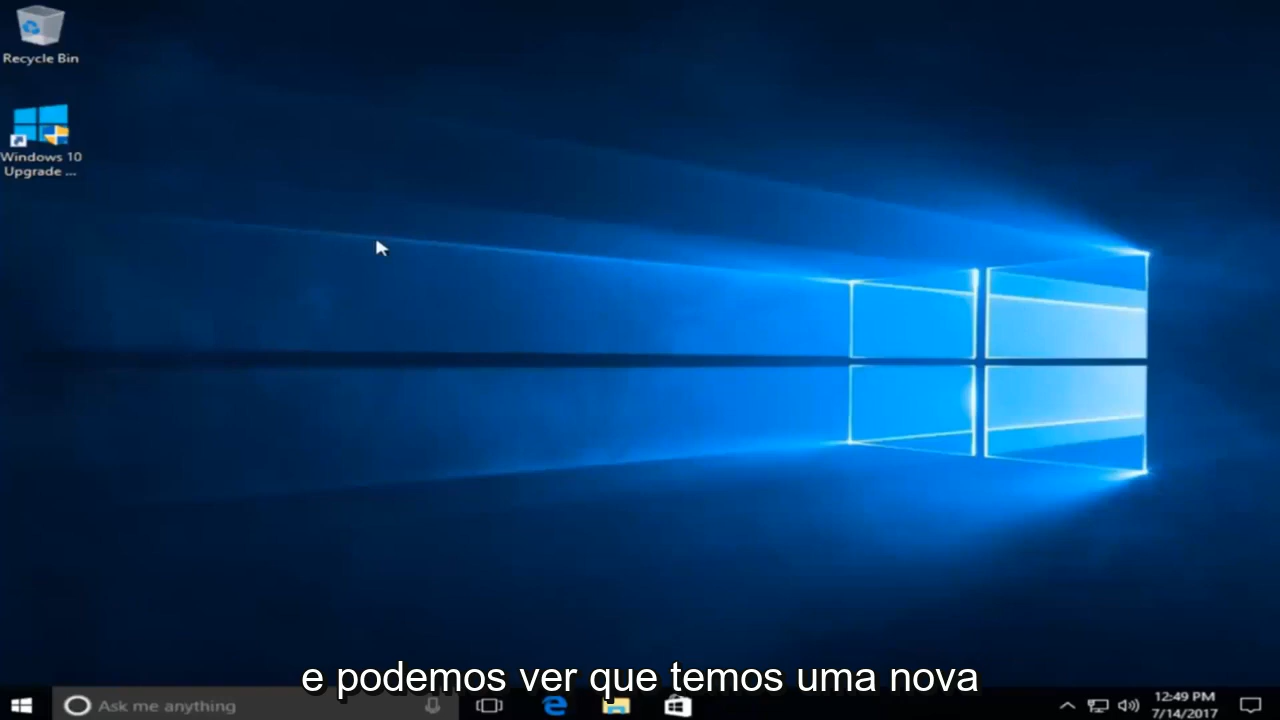 Recycle Bin
Windows 10
Upgrade ...
e podemos ver que temos uma nova
Ask me anything
12:49 PM
7/14/2017